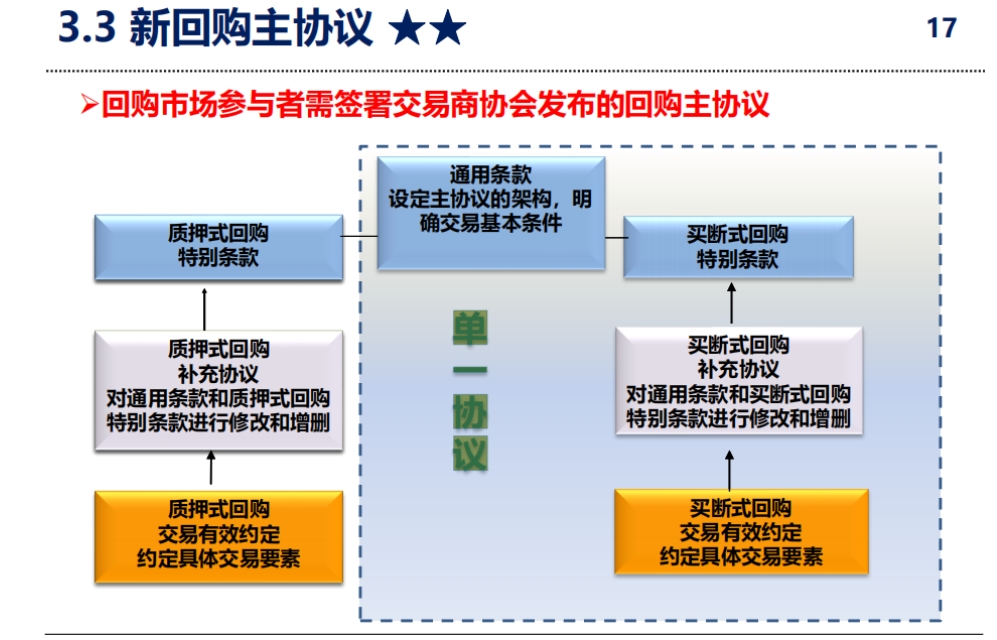 3.3 新回购主协议 ★★
17
➢回购市场参与者需签署交易商协会发布的回购主协议
通用条款
设定主协议的架构，明
确交易基本条件
质押式回购
特别条款
买断式回购
特别条款
单
一
协
议
质押式回购
补充协议
对通用条款和质押式回购
特别条款进行修改和增删
买断式回购
补充协议
对通用条款和买断式回购
特别条款进行修改和增删
质押式回购
交易有效约定
约定具体交易要素
买断式回购
交易有效约定
约定具体交易要素